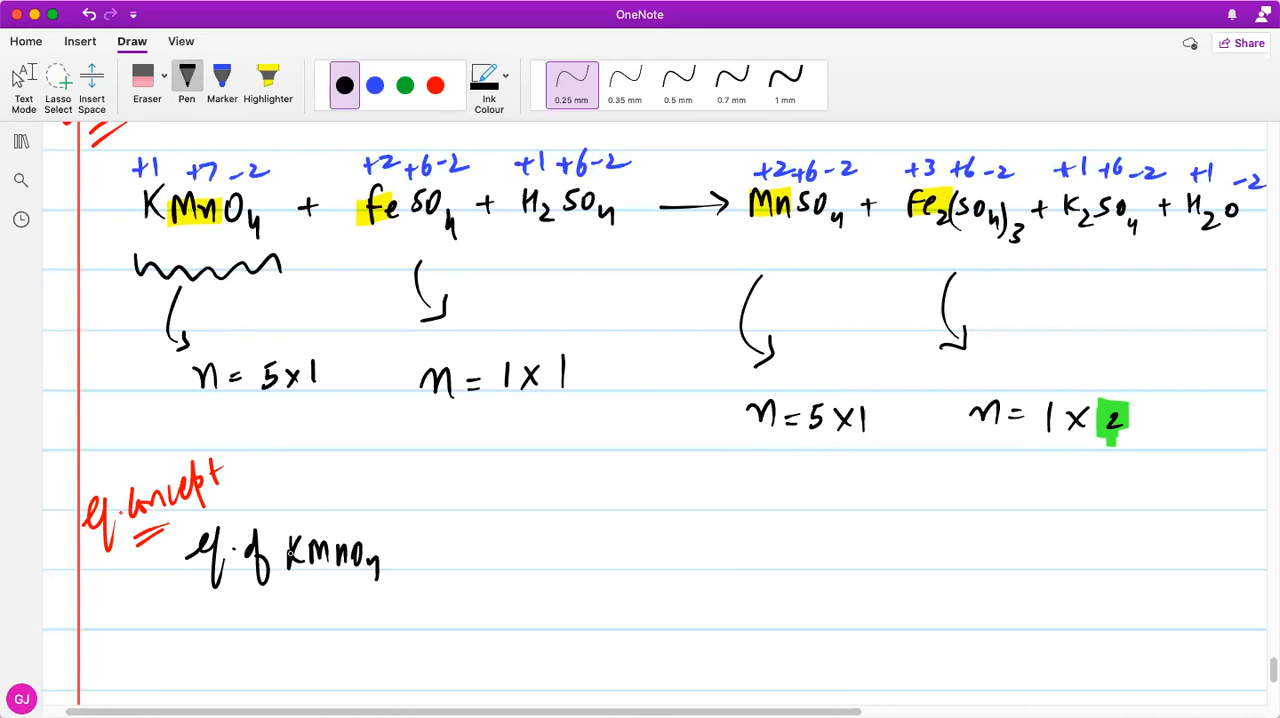 OneNote
Home Insert Draw View
Share
Text Mode
Lasso Select
Insert Space
Eraser
Pen
Marker
Highlighter
Ink Colour
0.25 mm
0.35 mm
0.5 mm
0.7 mm
1 mm
+1 +7 -2 +2 +6 -2 +1 +6 -2 +2 +6 -2 +3 +6 -2 +1 +6 -2 +1 -2
KMnO4 + FeSO4 + H2SO4 → MnSO4 + Fe2(SO4)3 + K2SO4 + H2O
n = 5×1 n = 1×1
n = 5×1 n = 1×2
eq. concept
eq. of KMnO4
GJ